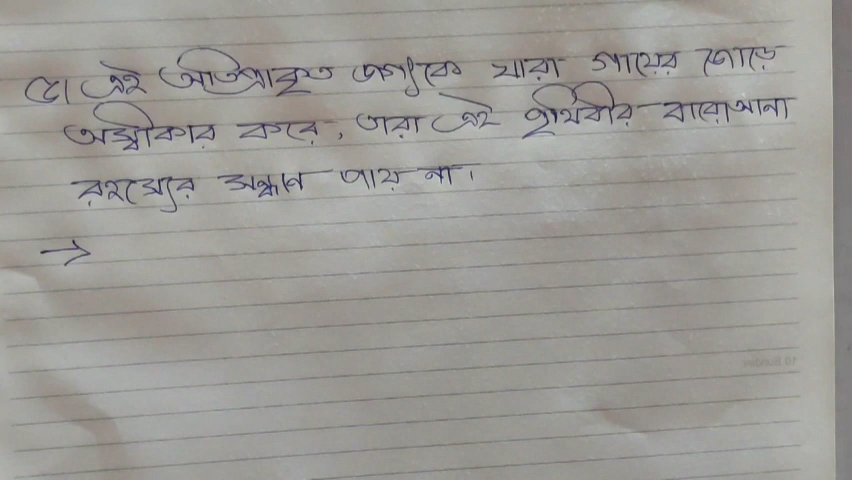 ৫। এই অতিপ্রাকৃত জগৎকে যারা গায়ের জোড়ে
অস্বীকার করে, তারা এই পৃথিবীর বারোআনা
রহস্যের সন্ধান পায় না।
→